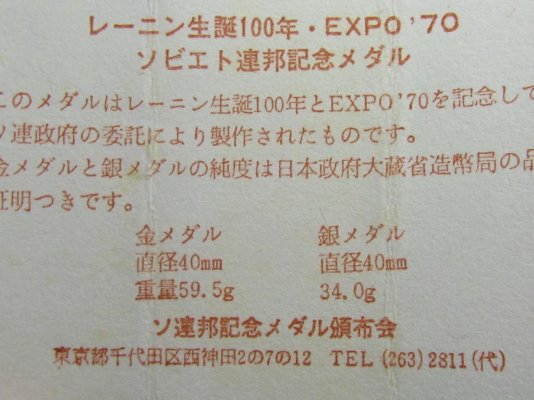 レーニン生誕100年・EXPO'70
ソビエト連邦記念メダル
このメダルはレーニン生誕100年とEXPO'70を記念して
ソ連政府の委託により製作されたものです。
金メダルと銀メダルの純度は日本政府大蔵省造幣局の品
証明つきです。
金メダル 銀メダル
直径40mm 直径40mm
重量59.5g 34.0g
ソ連邦記念メダル頒布会
東京都千代田区西神田2の7の12 TEL (263) 2811(代)